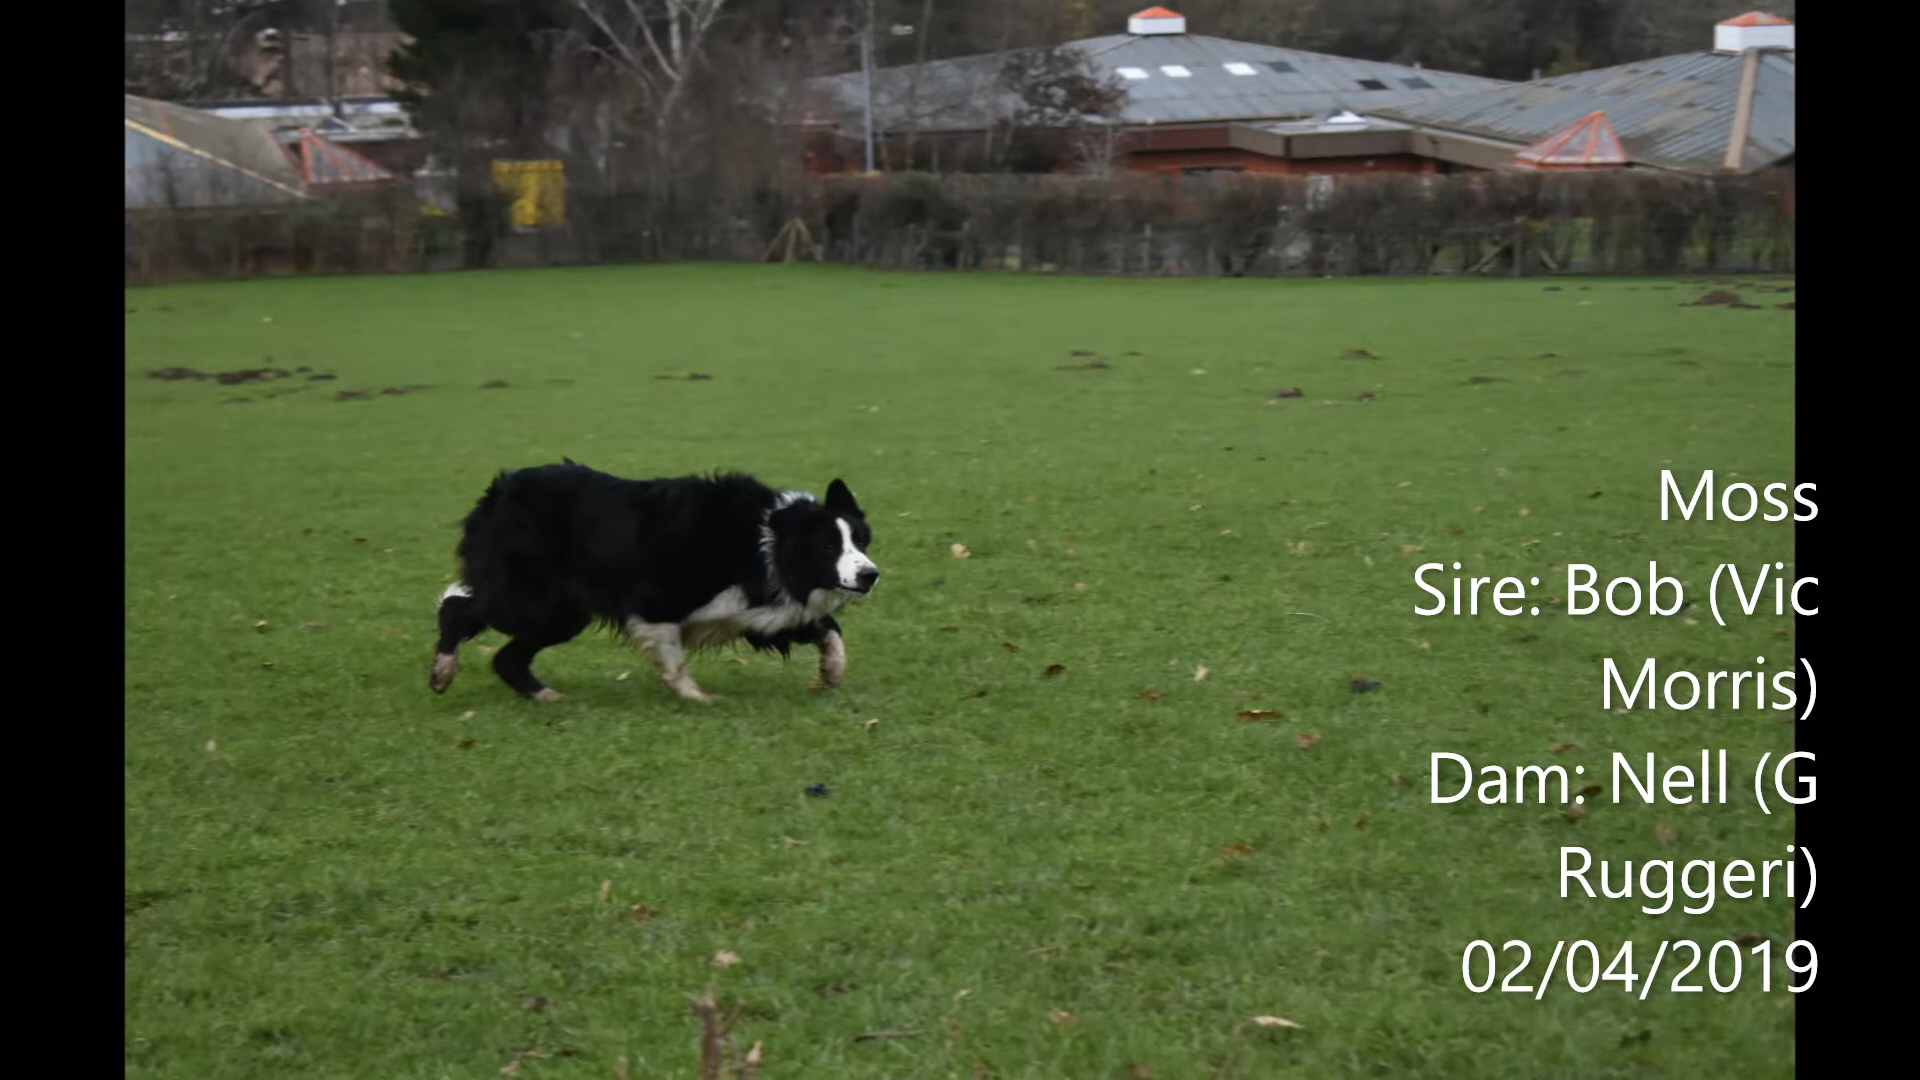 Moss
Sire: Bob (Vic
Morris)
Dam: Nell (G
Ruggeri)
02/04/2019